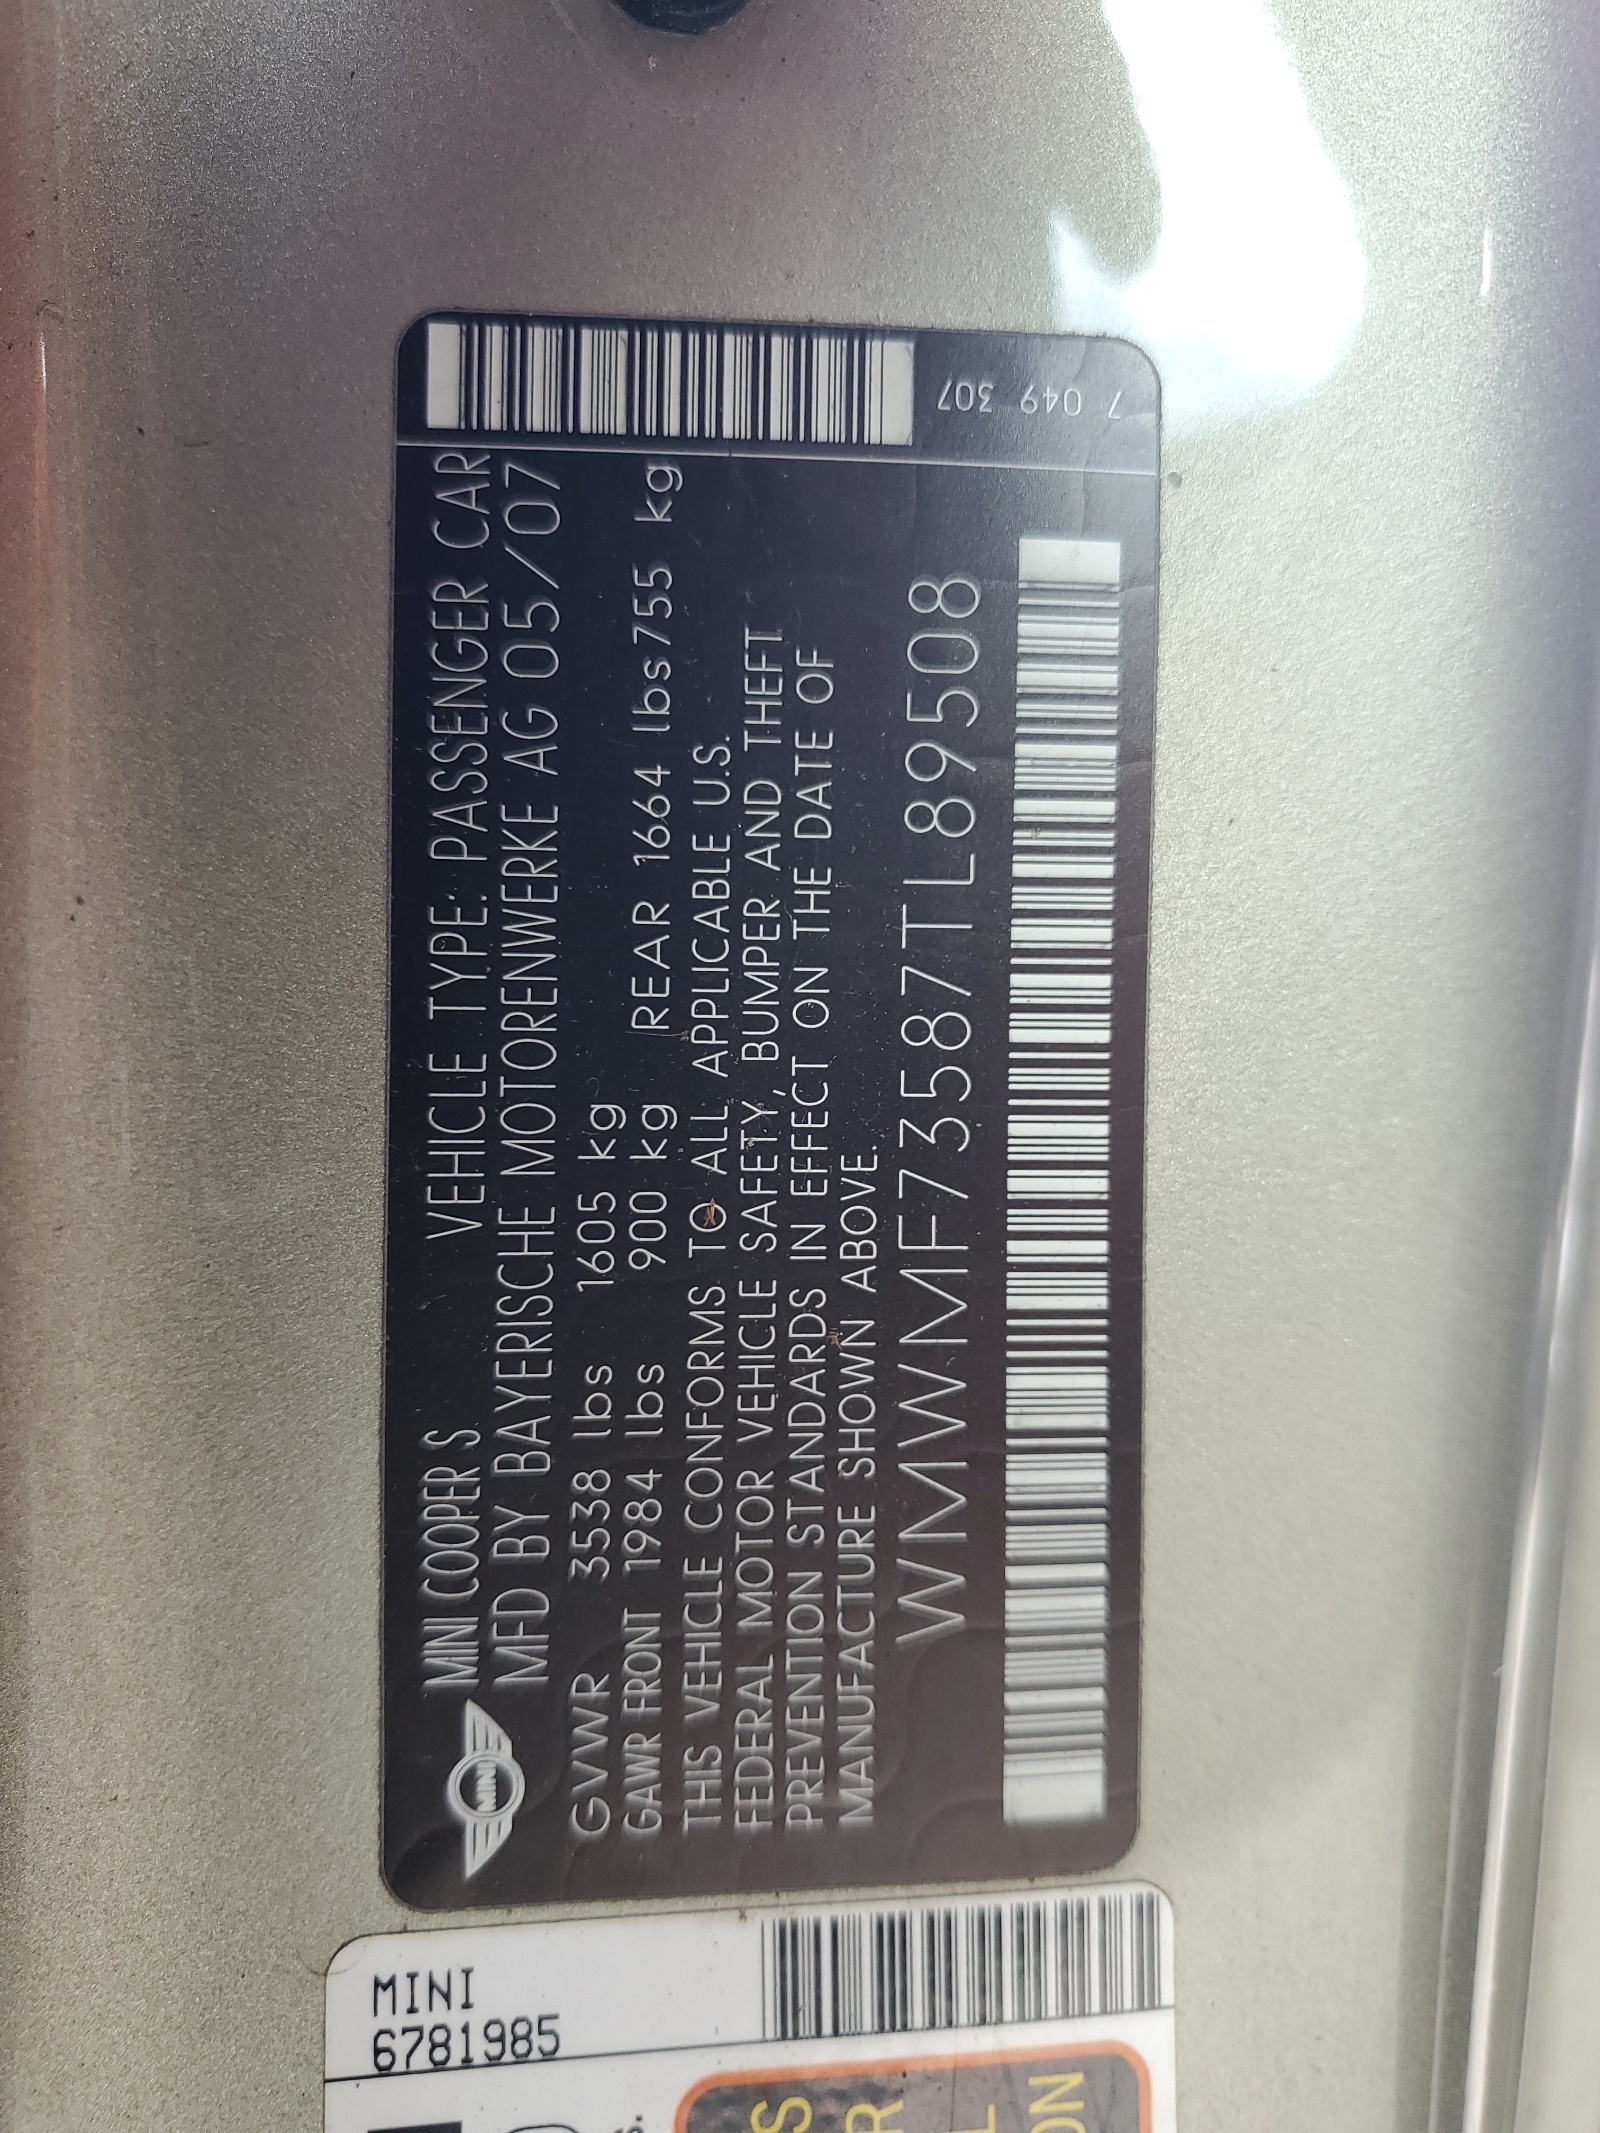 MINI
MINI COOPER S VEHICLE TYPE: PASSENGER CAR
MFD BY BAYERISCHE MOTORENWERKE AG 05/07
GVWR 3538 lbs 1605 kg
GAWR FRONT 1984 lbs 900 kg REAR 1664 lbs755 kg
THIS VEHICLE CONFORMS TO ALL APPLICABLE U.S.
FEDERAL MOTOR VEHICLE SAFETY, BUMPER AND THEFT
PREVENTION STANDARDS IN EFFECT ON THE DATE OF
MANUFACTURE SHOWN ABOVE.
WMWMF73587TL89508
7 049 307
MINI
6781985